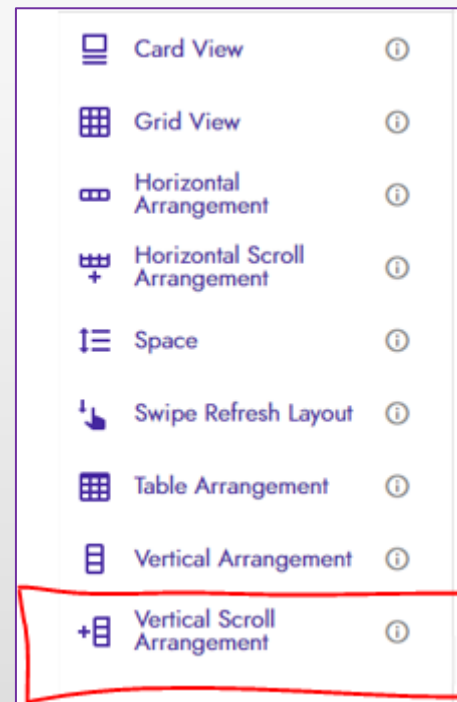 Card View
Grid View
Horizontal
Arrangement
Horizontal Scroll
Arrangement
Space
Swipe Refresh Layout
Table Arrangement
Vertical Arrangement
Vertical Scroll
Arrangement